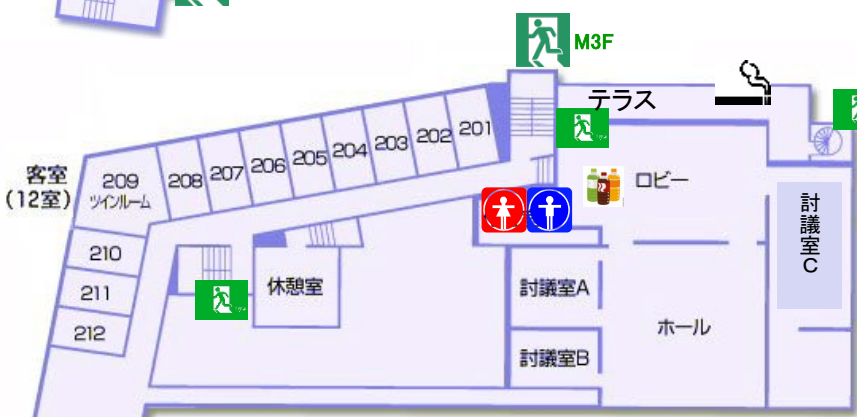 M3F
テラス
客室
(12室)
209
ツインルーム
208
207
206
205
204
203
202
201
ロビー
210
211
212
休憩室
討議室A
討議室B
ホール
討議室C